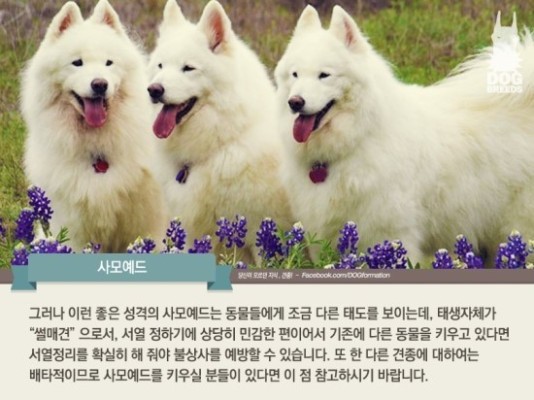 DOG
BREEDS
사모예드
당신이 모르던 지식, 견종! - Facebook.com/DOGformation
그러나 이런 좋은 성격의 사모예드는 동물들에게 조금 다른 태도를 보이는데, 태생자체가
“썰매견” 으로서, 서열 정하기에 상당히 민감한 편이어서 기존에 다른 동물을 키우고 있다면
서열정리를 확실히 해 줘야 불상사를 예방할 수 있습니다. 또 한 다른 견종에 대하여는
배타적이므로 사모예드를 키우실 분들이 있다면 이 점 참고하시기 바랍니다.